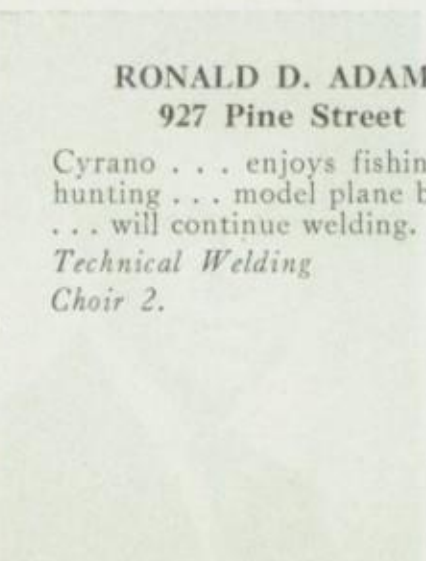 RONALD D. ADAM
927 Pine Street
Cyrano . . . enjoys fishin
hunting . . . model plane b
. . . will continue welding.
Technical Welding
Choir 2.